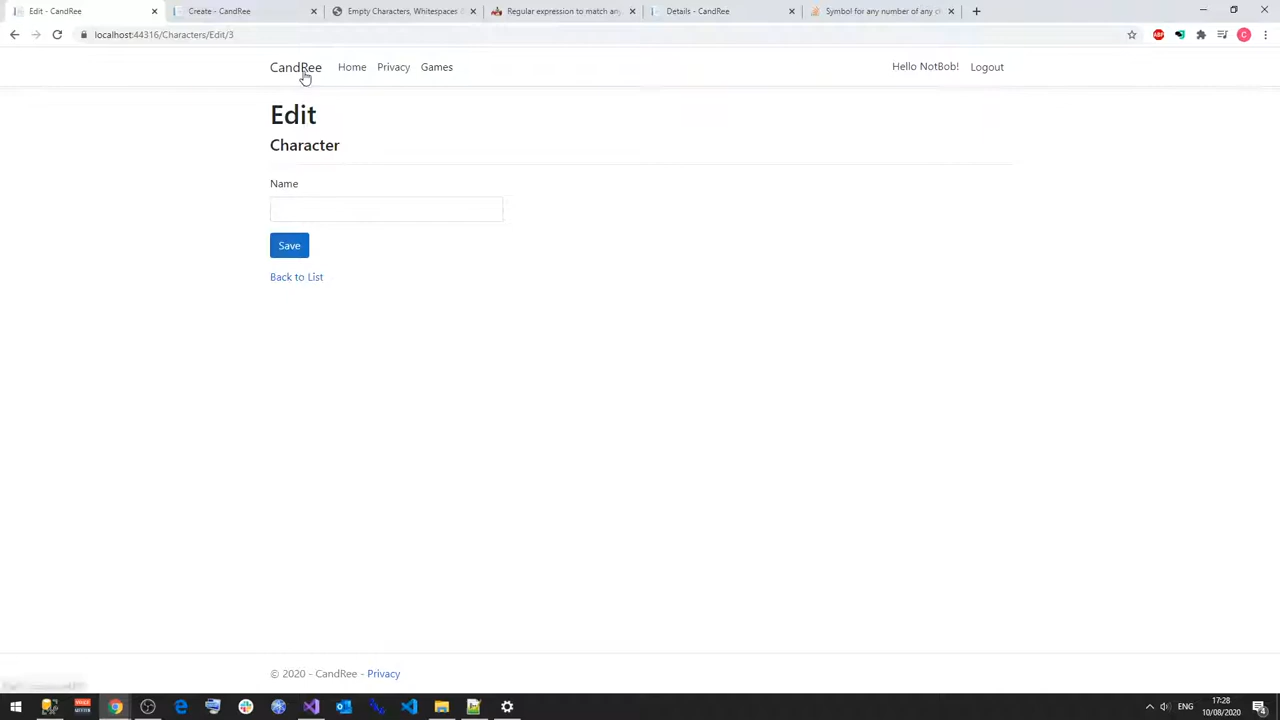 Edit - CandRee
Create - CandRee
Empty Characters, Whitespaces
Regular expression to match any
Details - CandRee
Symbol for any number of any c
localhost:44316/Characters/Edit/3
CandRee Home Privacy Games Hello NotBob! Logout
Edit
Character
Name
Save
Back to List
© 2020 - CandRee - Privacy
ENG
17:28
10/08/2020